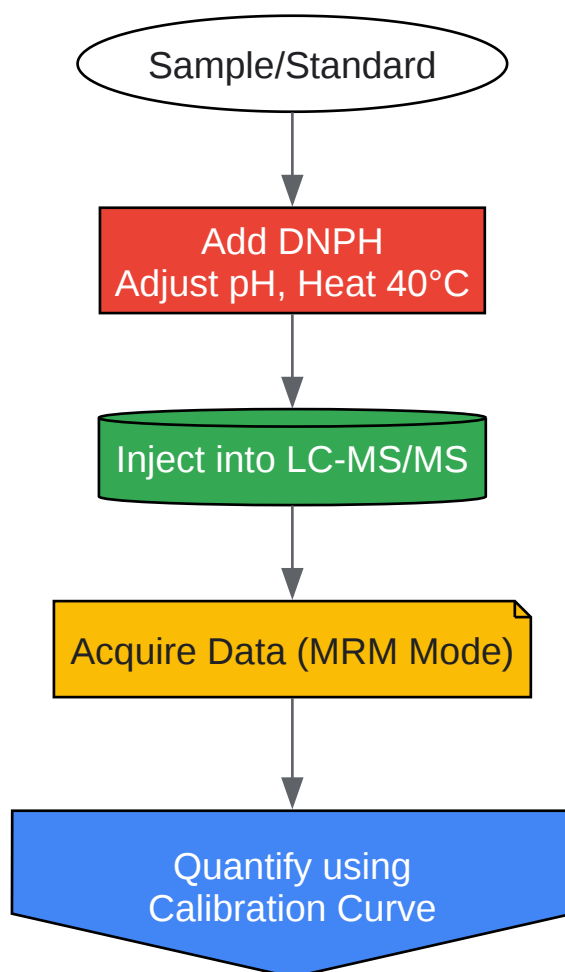 Sample/Standard
Add DNPH
Adjust pH, Heat 40°C
Inject into LC-MS/MS
Acquire Data (MRM Mode)
Quantify using
Calibration Curve